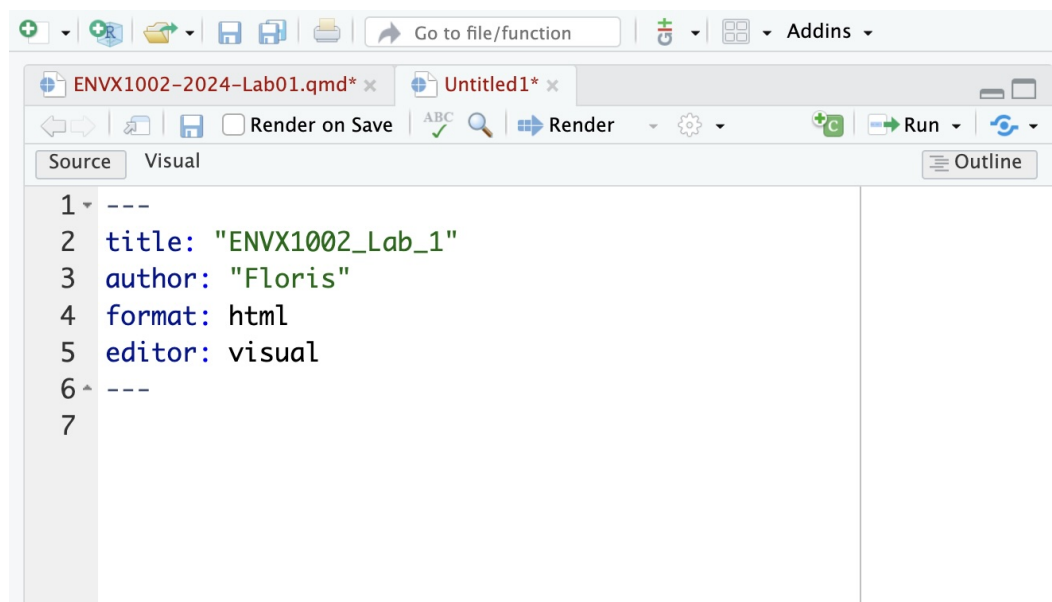 Go to file/function Addins
ENVX1002-2024-Lab01.qmd* Untitled1*
Render on Save ABC Render Run
Source Visual Outline
1 ---
2 title: "ENVX1002_Lab_1"
3 author: "Floris"
4 format: html
5 editor: visual
6 ---
7